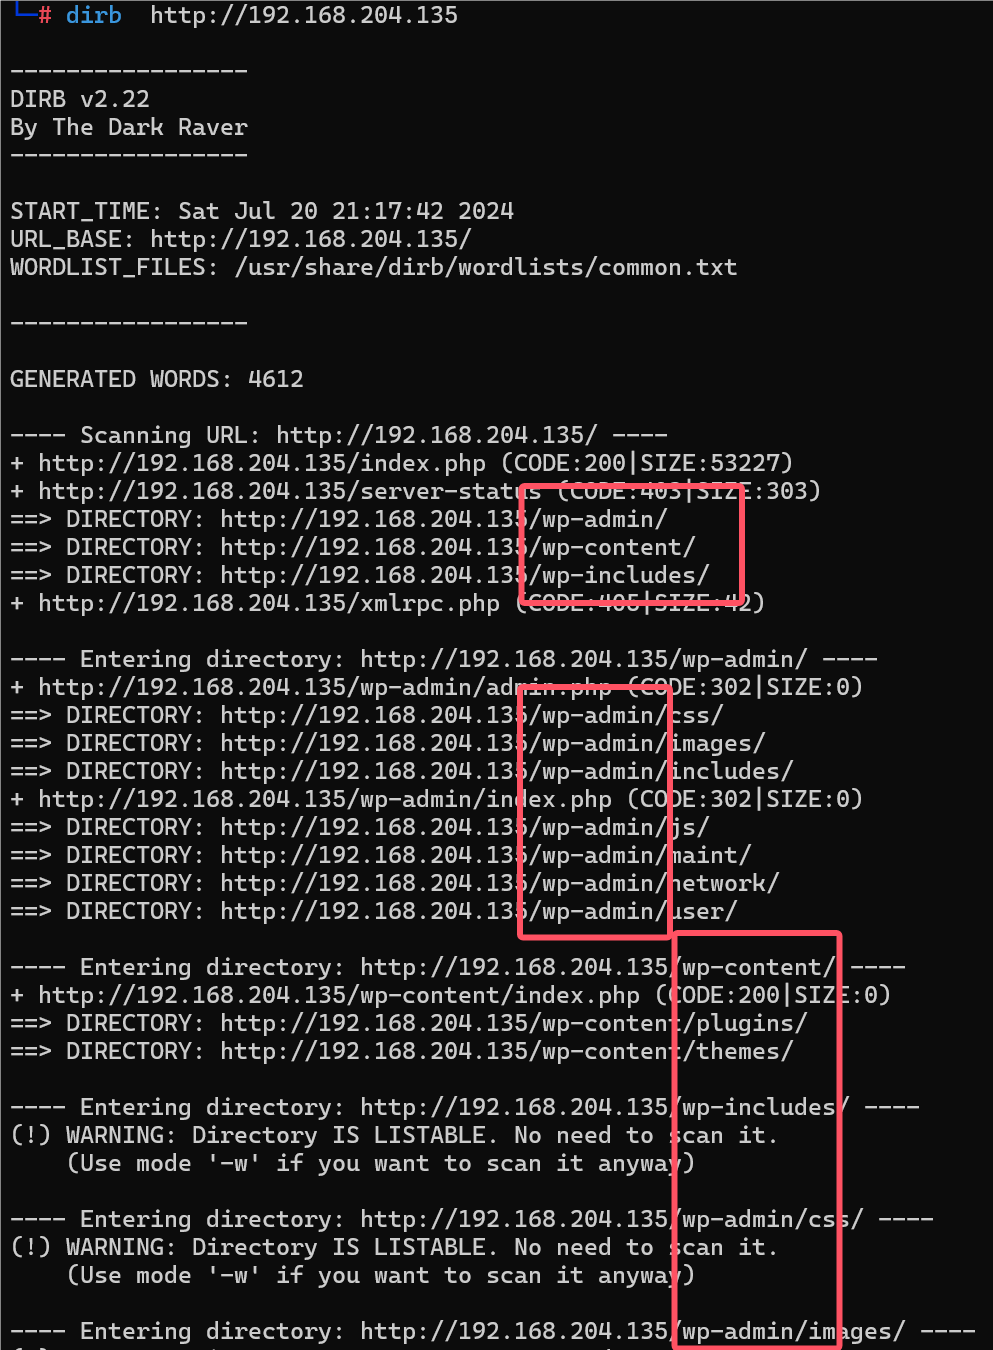 └─# dirb  http://192.168.204.135
-----------------
DIRB v2.22
By The Dark Raver
-----------------
START_TIME: Sat Jul 20 21:17:42 2024
URL_BASE: http://192.168.204.135/
WORDLIST_FILES: /usr/share/dirb/wordlists/common.txt
-----------------
GENERATED WORDS: 4612
---- Scanning URL: http://192.168.204.135/ ----
+ http://192.168.204.135/index.php (CODE:200|SIZE:53227)
+ http://192.168.204.135/server-status (CODE:403|SIZE:303)
==> DIRECTORY: http://192.168.204.135/wp-admin/
==> DIRECTORY: http://192.168.204.135/wp-content/
==> DIRECTORY: http://192.168.204.135/wp-includes/
+ http://192.168.204.135/xmlrpc.php (CODE:405|SIZE:42)
---- Entering directory: http://192.168.204.135/wp-admin/ ----
+ http://192.168.204.135/wp-admin/admin.php (CODE:302|SIZE:0)
==> DIRECTORY: http://192.168.204.135/wp-admin/css/
==> DIRECTORY: http://192.168.204.135/wp-admin/images/
==> DIRECTORY: http://192.168.204.135/wp-admin/includes/
+ http://192.168.204.135/wp-admin/index.php (CODE:302|SIZE:0)
==> DIRECTORY: http://192.168.204.135/wp-admin/js/
==> DIRECTORY: http://192.168.204.135/wp-admin/maint/
==> DIRECTORY: http://192.168.204.135/wp-admin/network/
==> DIRECTORY: http://192.168.204.135/wp-admin/user/
---- Entering directory: http://192.168.204.135/wp-content/ ----
+ http://192.168.204.135/wp-content/index.php (CODE:200|SIZE:0)
==> DIRECTORY: http://192.168.204.135/wp-content/plugins/
==> DIRECTORY: http://192.168.204.135/wp-content/themes/
---- Entering directory: http://192.168.204.135/wp-includes/ ----
(!) WARNING: Directory IS LISTABLE. No need to scan it.
    (Use mode '-w' if you want to scan it anyway)
---- Entering directory: http://192.168.204.135/wp-admin/css/ ----
(!) WARNING: Directory IS LISTABLE. No need to scan it.
    (Use mode '-w' if you want to scan it anyway)
---- Entering directory: http://192.168.204.135/wp-admin/images/ ----